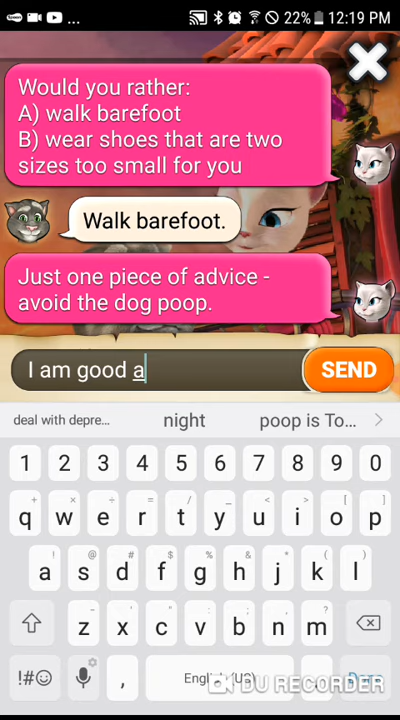 22% 12:19 PM
Would you rather:
A) walk barefoot
B) wear shoes that are two
sizes too small for you
Walk barefoot.
Just one piece of advice -
avoid the dog poop.
I am good a
SEND
deal with depre... night poop is To...
1 2 3 4 5 6 7 8 9 0
q w e r t y u i o p
a s d f g h j k l
z x c v b n m
!#☺ , English(US) . Done
DU RECORDER